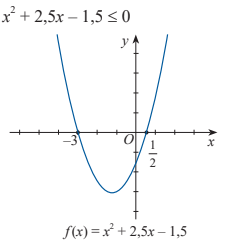 x² + 2,5x – 1,5 ≤ 0
y
–3 O 1/2 x
f(x) = x² + 2,5x – 1,5